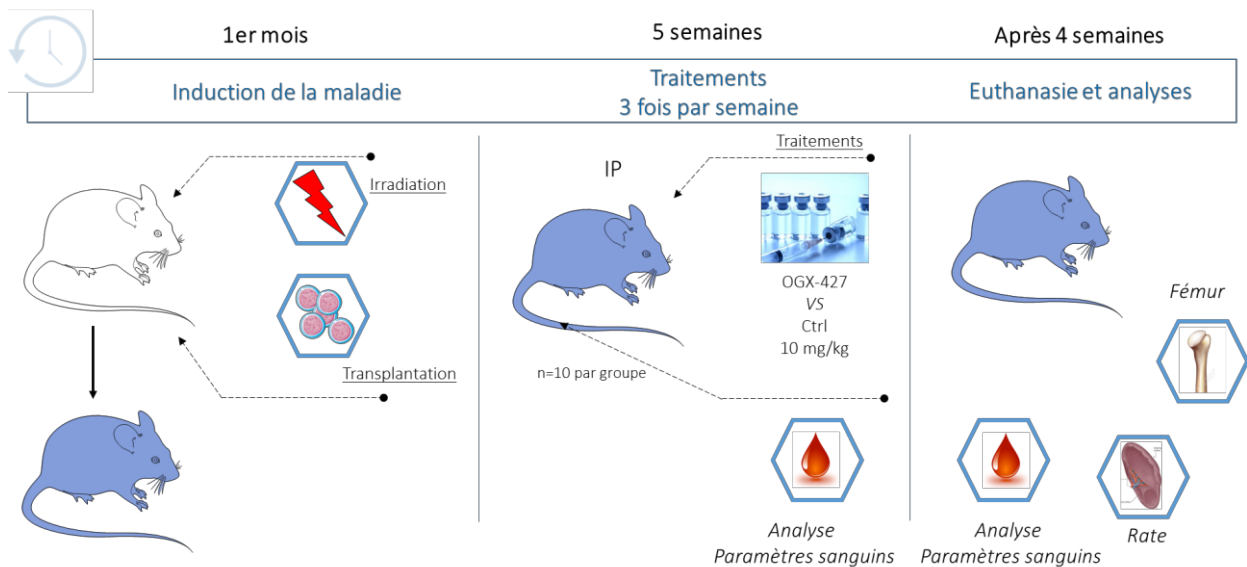 1er mois
5 semaines
Après 4 semaines
Induction de la maladie
Traitements
3 fois par semaine
Euthanasie et analyses
Irradiation
Transplantation
IP
Traitements
OGX-427
VS
Ctrl
10 mg/kg
n=10 par groupe
Analyse
Paramètres sanguins
Fémur
Analyse
Paramètres sanguins
Rate